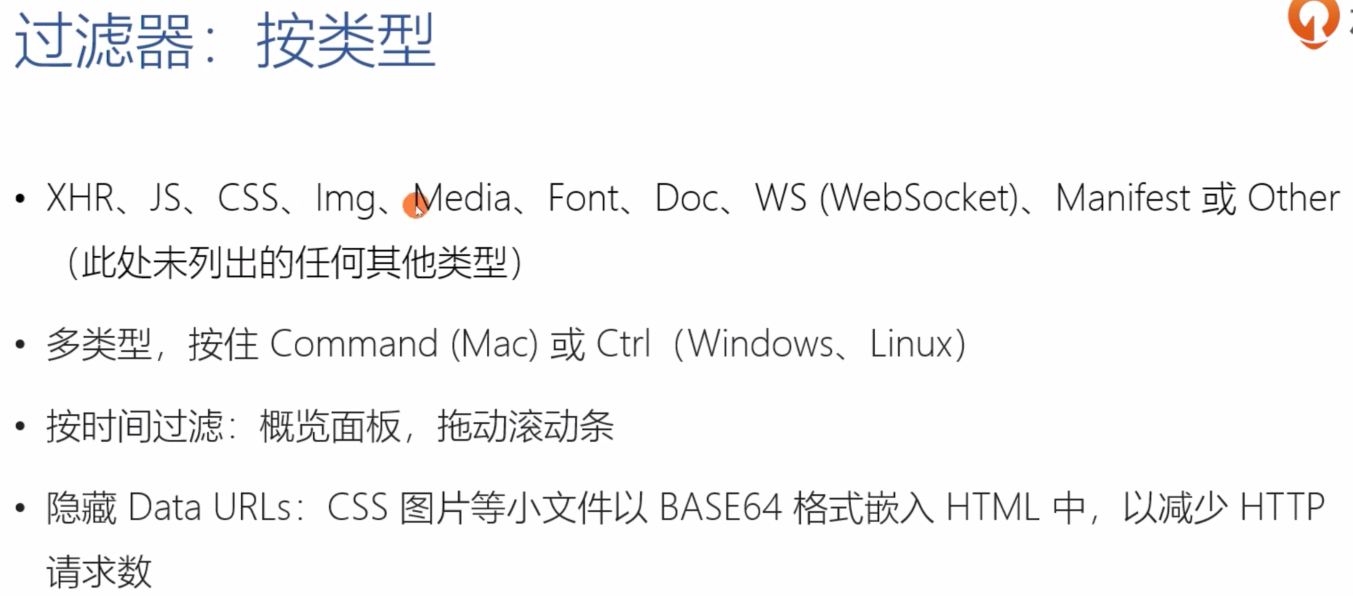 过滤器：按类型
• XHR、JS、CSS、Img、Media、Font、Doc、WS (WebSocket)、Manifest 或 Other
（此处未列出的任何其他类型）
• 多类型，按住 Command (Mac) 或 Ctrl（Windows、Linux）
• 按时间过滤：概览面板，拖动滚动条
• 隐藏 Data URLs：CSS 图片等小文件以 BASE64 格式嵌入 HTML 中，以减少 HTTP
请求数